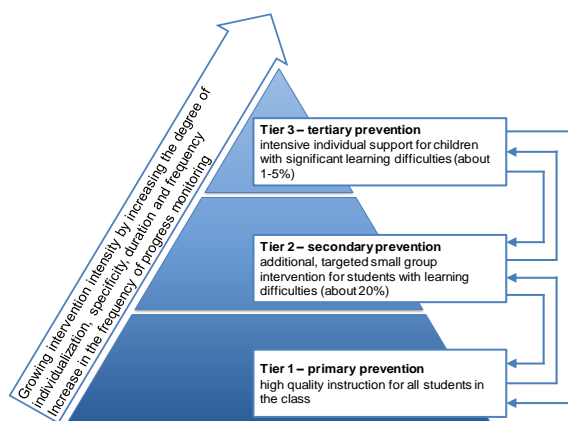 Growing intervention intensity by increasing the degree of
individualization, specificity, duration and frequency
Increase in the frequency of progress monitoring
Tier 3 – tertiary prevention
intensive individual support for children
with significant learning difficulties (about
1-5%)
Tier 2 – secondary prevention
additional, targeted small group
intervention for students with learning
difficulties (about 20%)
Tier 1 – primary prevention
high quality instruction for all students in
the class